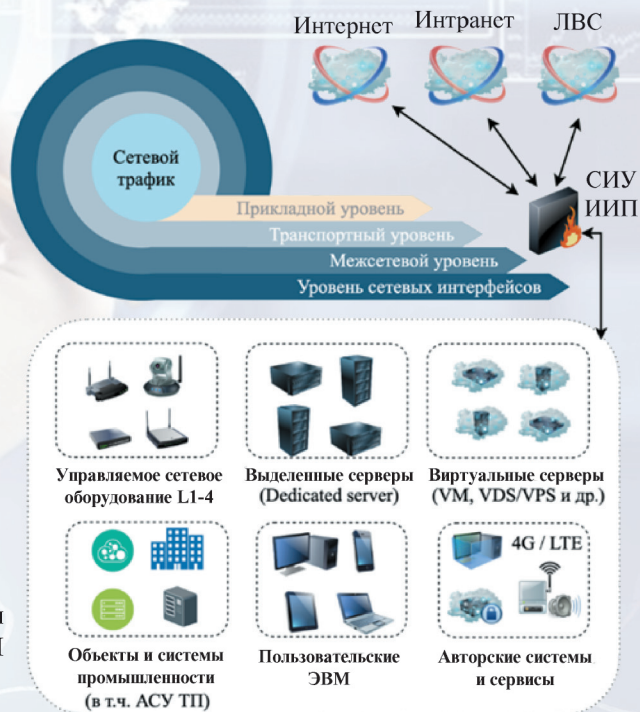 Интернет
Интранет
ЛВС
Сетевой
трафик
СИУ
ИИП
Прикладной уровень
Транспортный уровень
Межсетевой уровень
Уровень сетевых интерфейсов
Управляемое сетевое
оборудование L1-4
Выделенные серверы
(Dedicated server)
Виртуальные серверы
(VM, VDS/VPS и др.)
4G / LTE
Объекты и системы
промышленности
(в т.ч. АСУ ТП)
Пользовательские
ЭВМ
Авторские системы
и сервисы